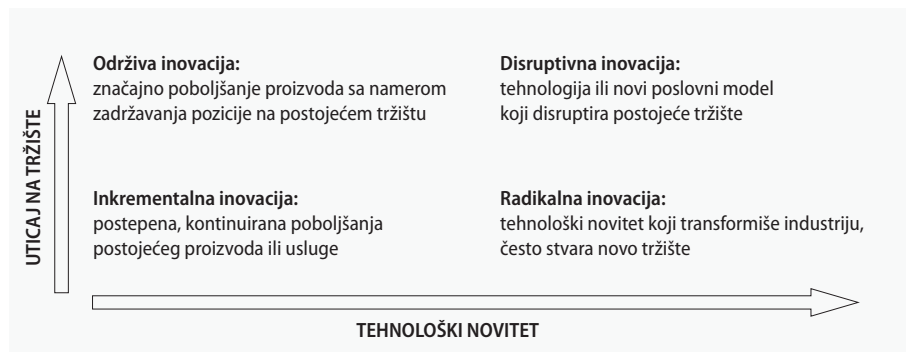 UTICAJ NA TRŽIŠTE
Održiva inovacija:
značajno poboljšanje proizvoda sa namerom
zadržavanja pozicije na postojećem tržištu
Disruptivna inovacija:
tehnologija ili novi poslovni model
koji disruptira postojeće tržište
Inkrementalna inovacija:
postepena, kontinuirana poboljšanja
postojećeg proizvoda ili usluge
Radikalna inovacija:
tehnološki novitet koji transformiše industriju,
često stvara novo tržište
TEHNOLOŠKI NOVITET